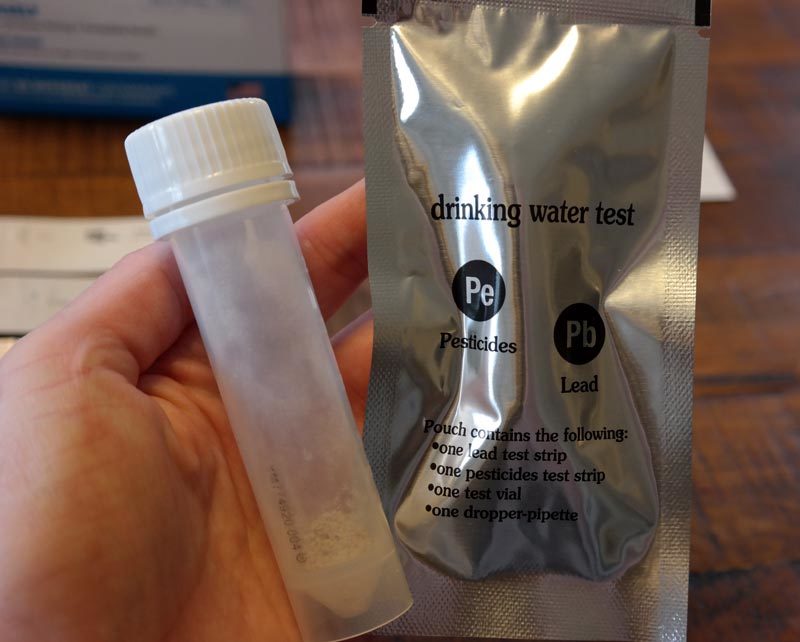 drinking water test
Pe
Pesticides
Pb
Lead
Pouch contains the following:
•one lead test strip
•one pesticides test strip
•one test vial
•one dropper-pipette